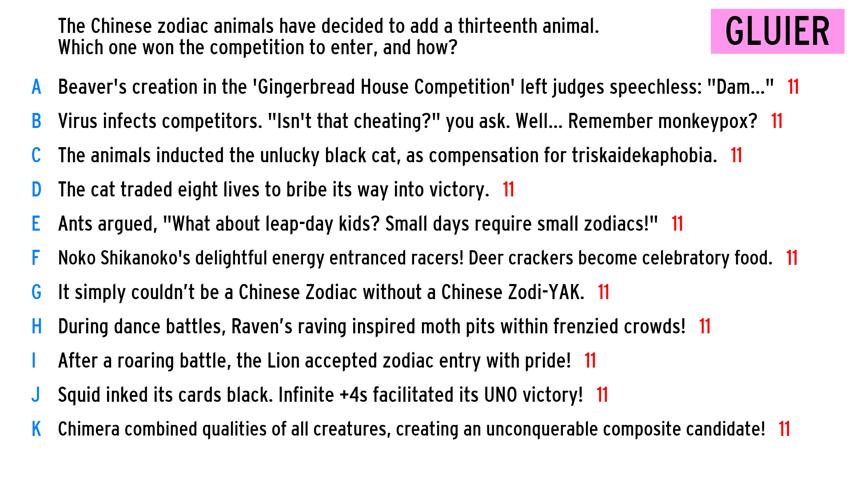 The Chinese zodiac animals have decided to add a thirteenth animal.
Which one won the competition to enter, and how?
GLUIER
A Beaver's creation in the 'Gingerbread House Competition' left judges speechless: "Dam..." 11
B Virus infects competitors. "Isn't that cheating?" you ask. Well... Remember monkeypox? 11
C The animals inducted the unlucky black cat, as compensation for triskaidekaphobia. 11
D The cat traded eight lives to bribe its way into victory. 11
E Ants argued, "What about leap-day kids? Small days require small zodiacs!" 11
F Noko Shikanoko's delightful energy entranced racers! Deer crackers become celebratory food. 11
G It simply couldn’t be a Chinese Zodiac without a Chinese Zodi-YAK. 11
H During dance battles, Raven’s raving inspired moth pits within frenzied crowds! 11
I After a roaring battle, the Lion accepted zodiac entry with pride! 11
J Squid inked its cards black. Infinite +4s facilitated its UNO victory! 11
K Chimera combined qualities of all creatures, creating an unconquerable composite candidate! 11